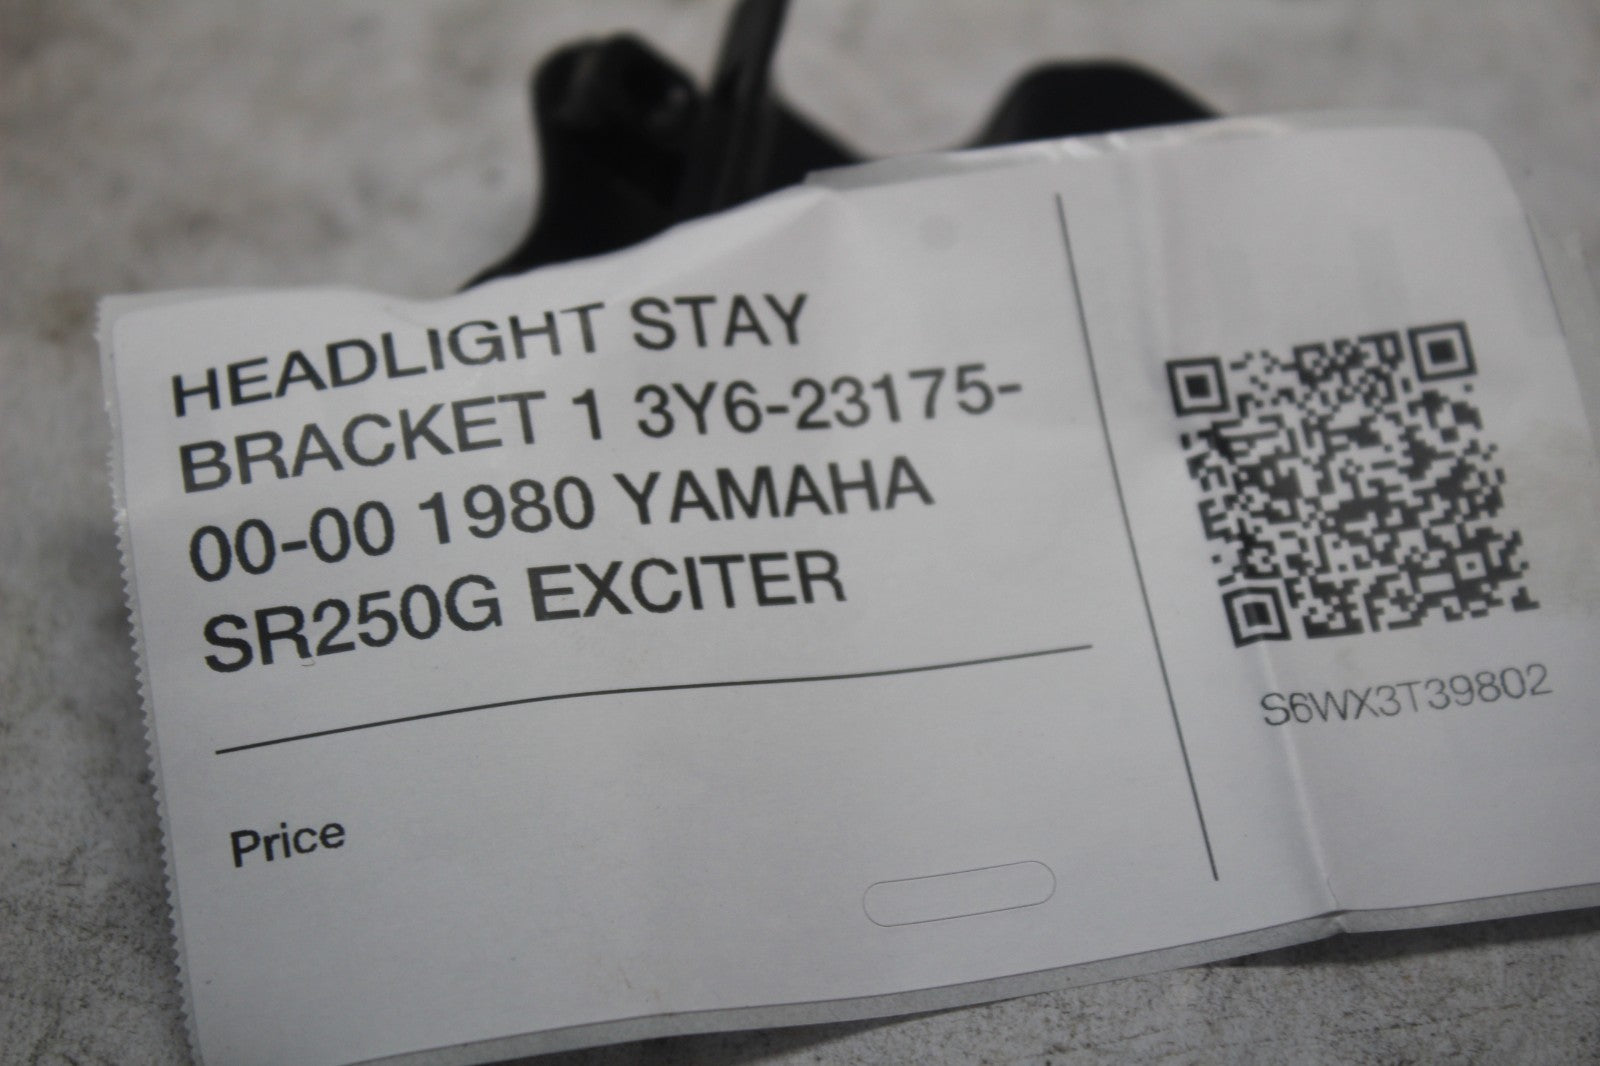 HEADLIGHT STAY
BRACKET 1 3Y6-23175-
00-00 1980 YAMAHA
SR250G EXCITER
Price
S6WX3T39802